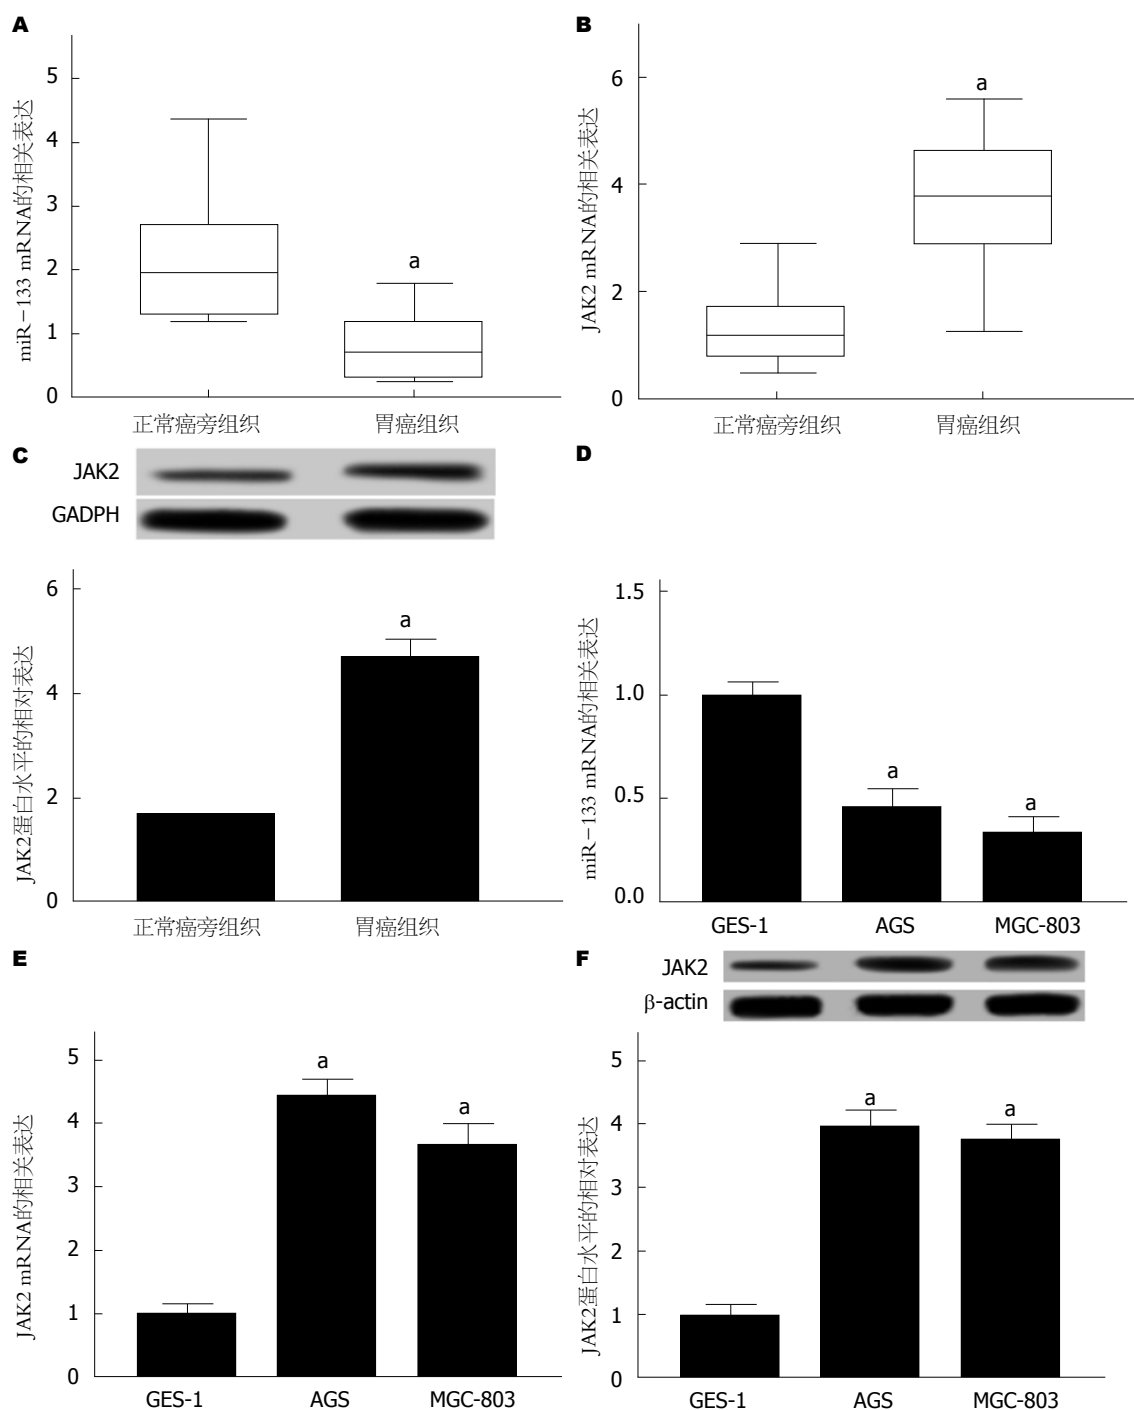 A
miR-133 mRNA的相关表达
5
4
3
2
1
0
a
正常癌旁组织
胃癌组织
B
JAK2 mRNA的相关表达
6
4
2
0
a
正常癌旁组织
胃癌组织
C
JAK2
GADPH
JAK2蛋白水平的相对表达
6
4
2
0
a
正常癌旁组织
胃癌组织
D
miR-133 mRNA的相关表达
1.5
1.0
0.5
0.0
a
a
GES-1
AGS
MGC-803
E
JAK2 mRNA的相关表达
5
4
3
2
1
0
a
a
GES-1
AGS
MGC-803
F
JAK2
β-actin
JAK2蛋白水平的相对表达
5
4
3
2
1
0
a
a
GES-1
AGS
MGC-803